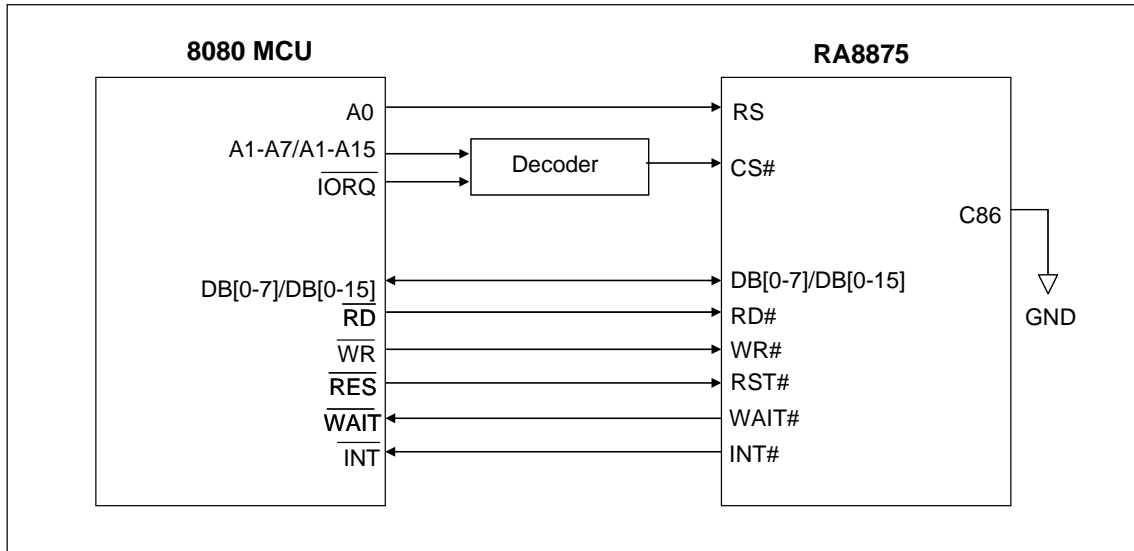 8080 MCU
RA8875
A0
RS
A1-A7/A1-A15
Decoder
CS#
IORQ
C86
DB[0-7]/DB[0-15]
DB[0-7]/DB[0-15]
RD
RD#
GND
WR
WR#
RES
RST#
WAIT
WAIT#
INT
INT#